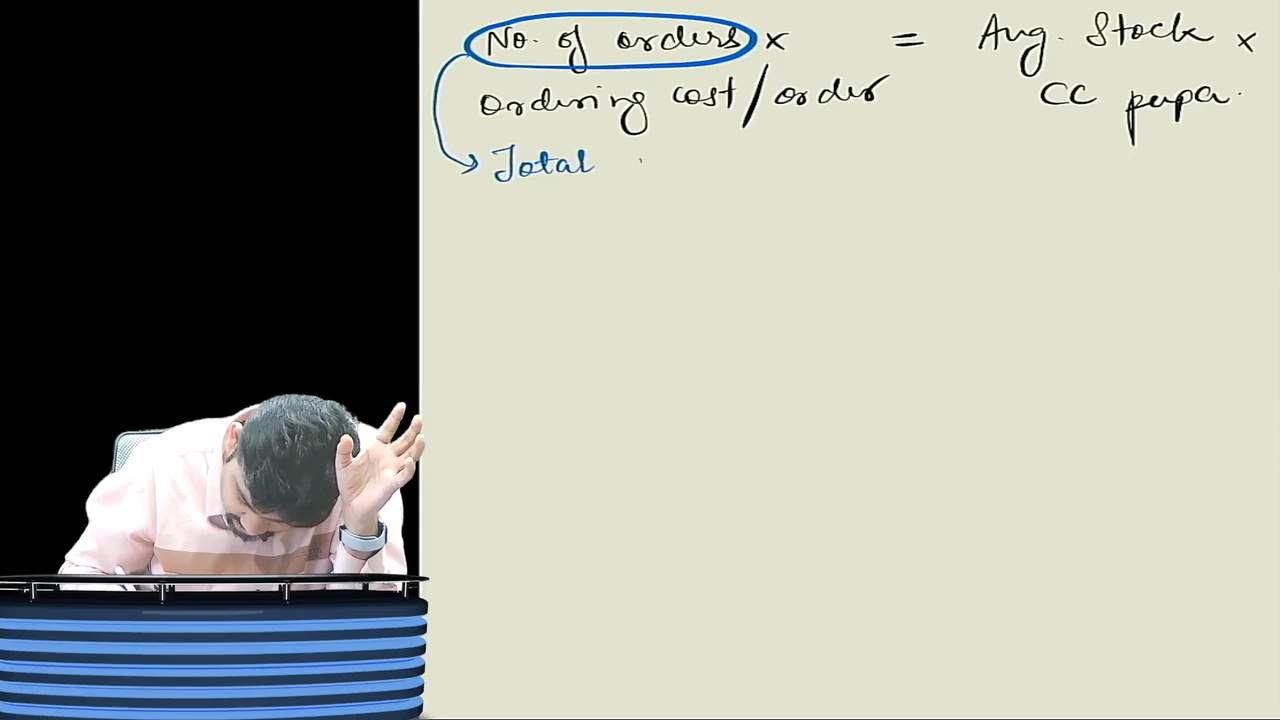 No. of orders x = Avg. Stock x
ordering cost/order CC pupa.
Total